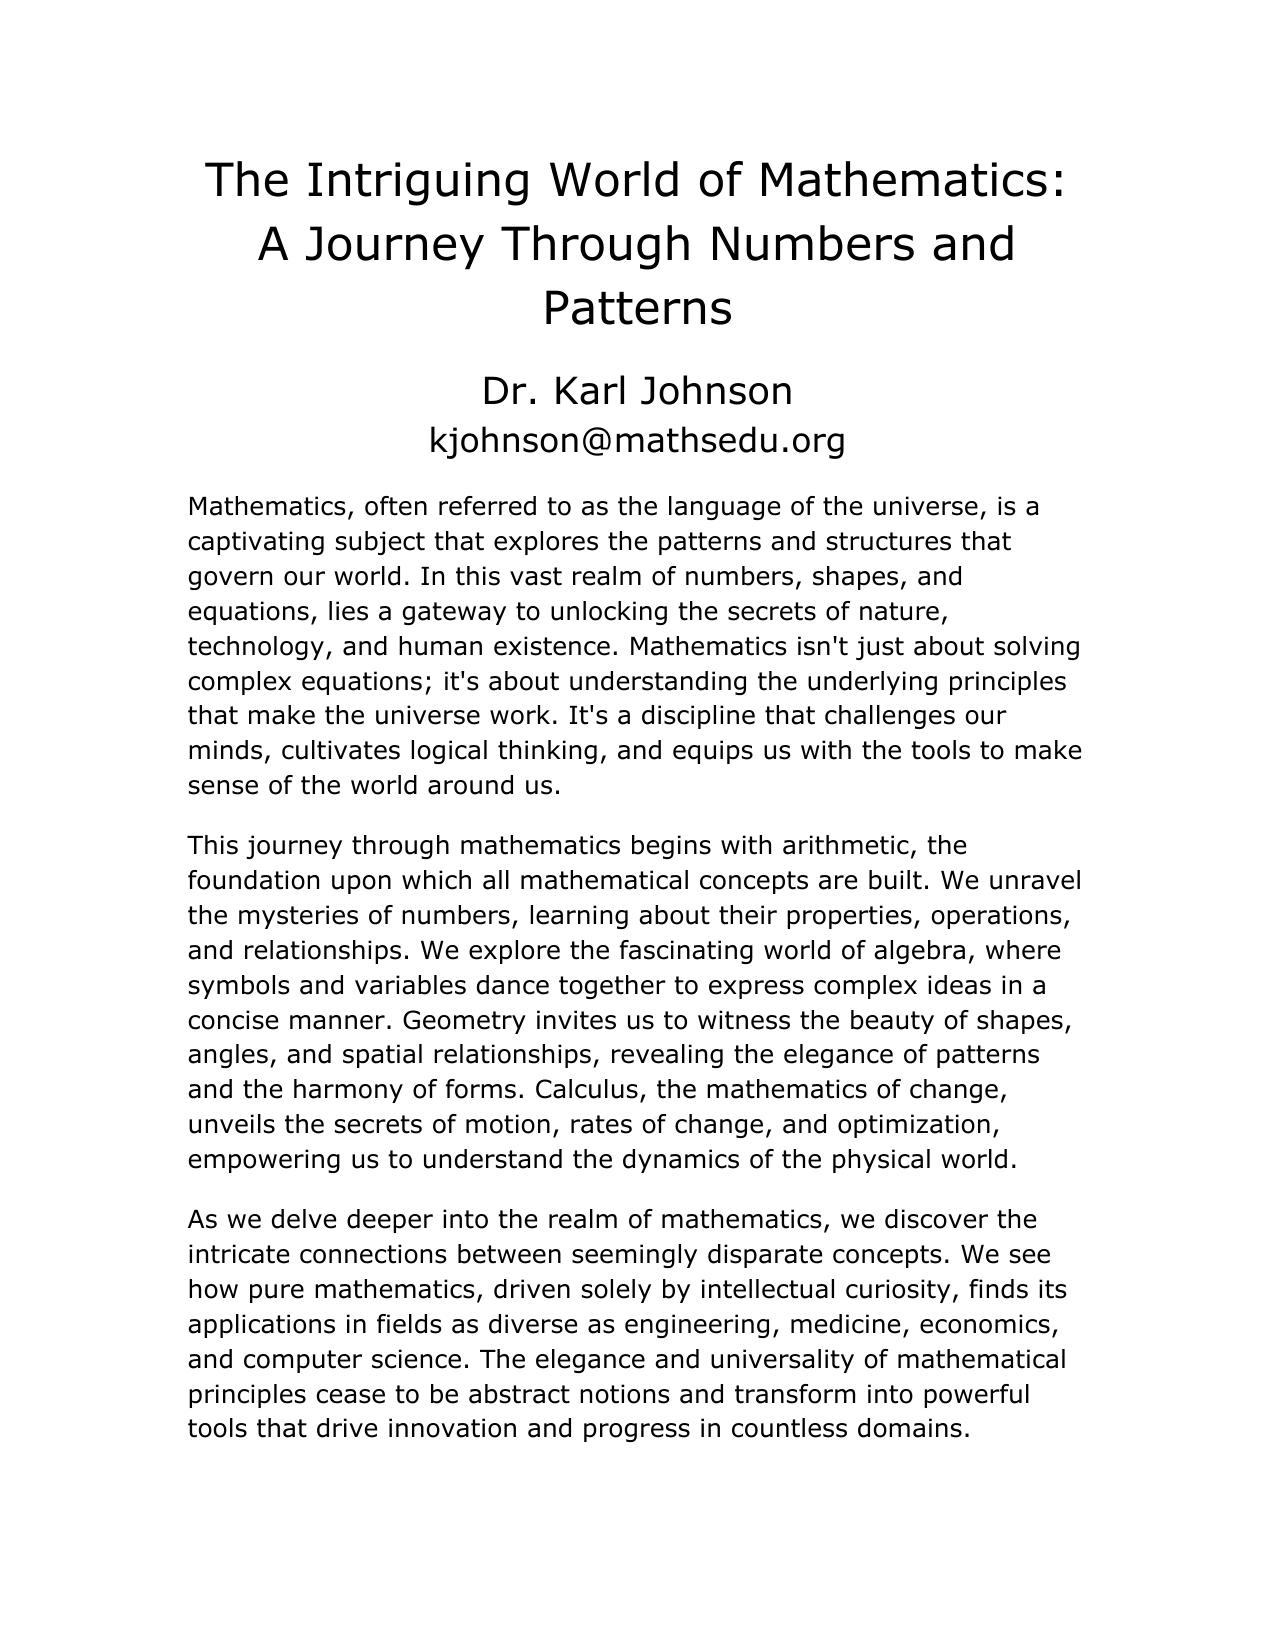 The Intriguing World of Mathematics:
A Journey Through Numbers and
Patterns
Dr. Karl Johnson
kjohnson@mathsedu.org
Mathematics, often referred to as the language of the universe, is a
captivating subject that explores the patterns and structures that
govern our world. In this vast realm of numbers, shapes, and
equations, lies a gateway to unlocking the secrets of nature,
technology, and human existence. Mathematics isn't just about solving
complex equations; it's about understanding the underlying principles
that make the universe work. It's a discipline that challenges our
minds, cultivates logical thinking, and equips us with the tools to make
sense of the world around us.
This journey through mathematics begins with arithmetic, the
foundation upon which all mathematical concepts are built. We unravel
the mysteries of numbers, learning about their properties, operations,
and relationships. We explore the fascinating world of algebra, where
symbols and variables dance together to express complex ideas in a
concise manner. Geometry invites us to witness the beauty of shapes,
angles, and spatial relationships, revealing the elegance of patterns
and the harmony of forms. Calculus, the mathematics of change,
unveils the secrets of motion, rates of change, and optimization,
empowering us to understand the dynamics of the physical world.
As we delve deeper into the realm of mathematics, we discover the
intricate connections between seemingly disparate concepts. We see
how pure mathematics, driven solely by intellectual curiosity, finds its
applications in fields as diverse as engineering, medicine, economics,
and computer science. The elegance and universality of mathematical
principles cease to be abstract notions and transform into powerful
tools that drive innovation and progress in countless domains.